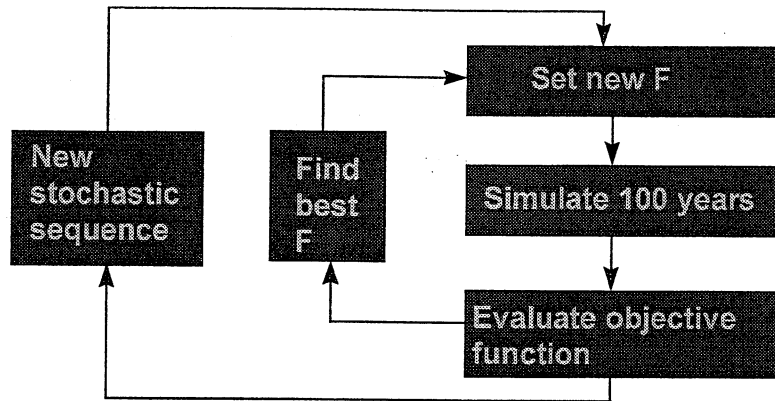 Set new F
New
stochastic
sequence
Find
best
F
Simulate 100 years
Evaluate objective
function